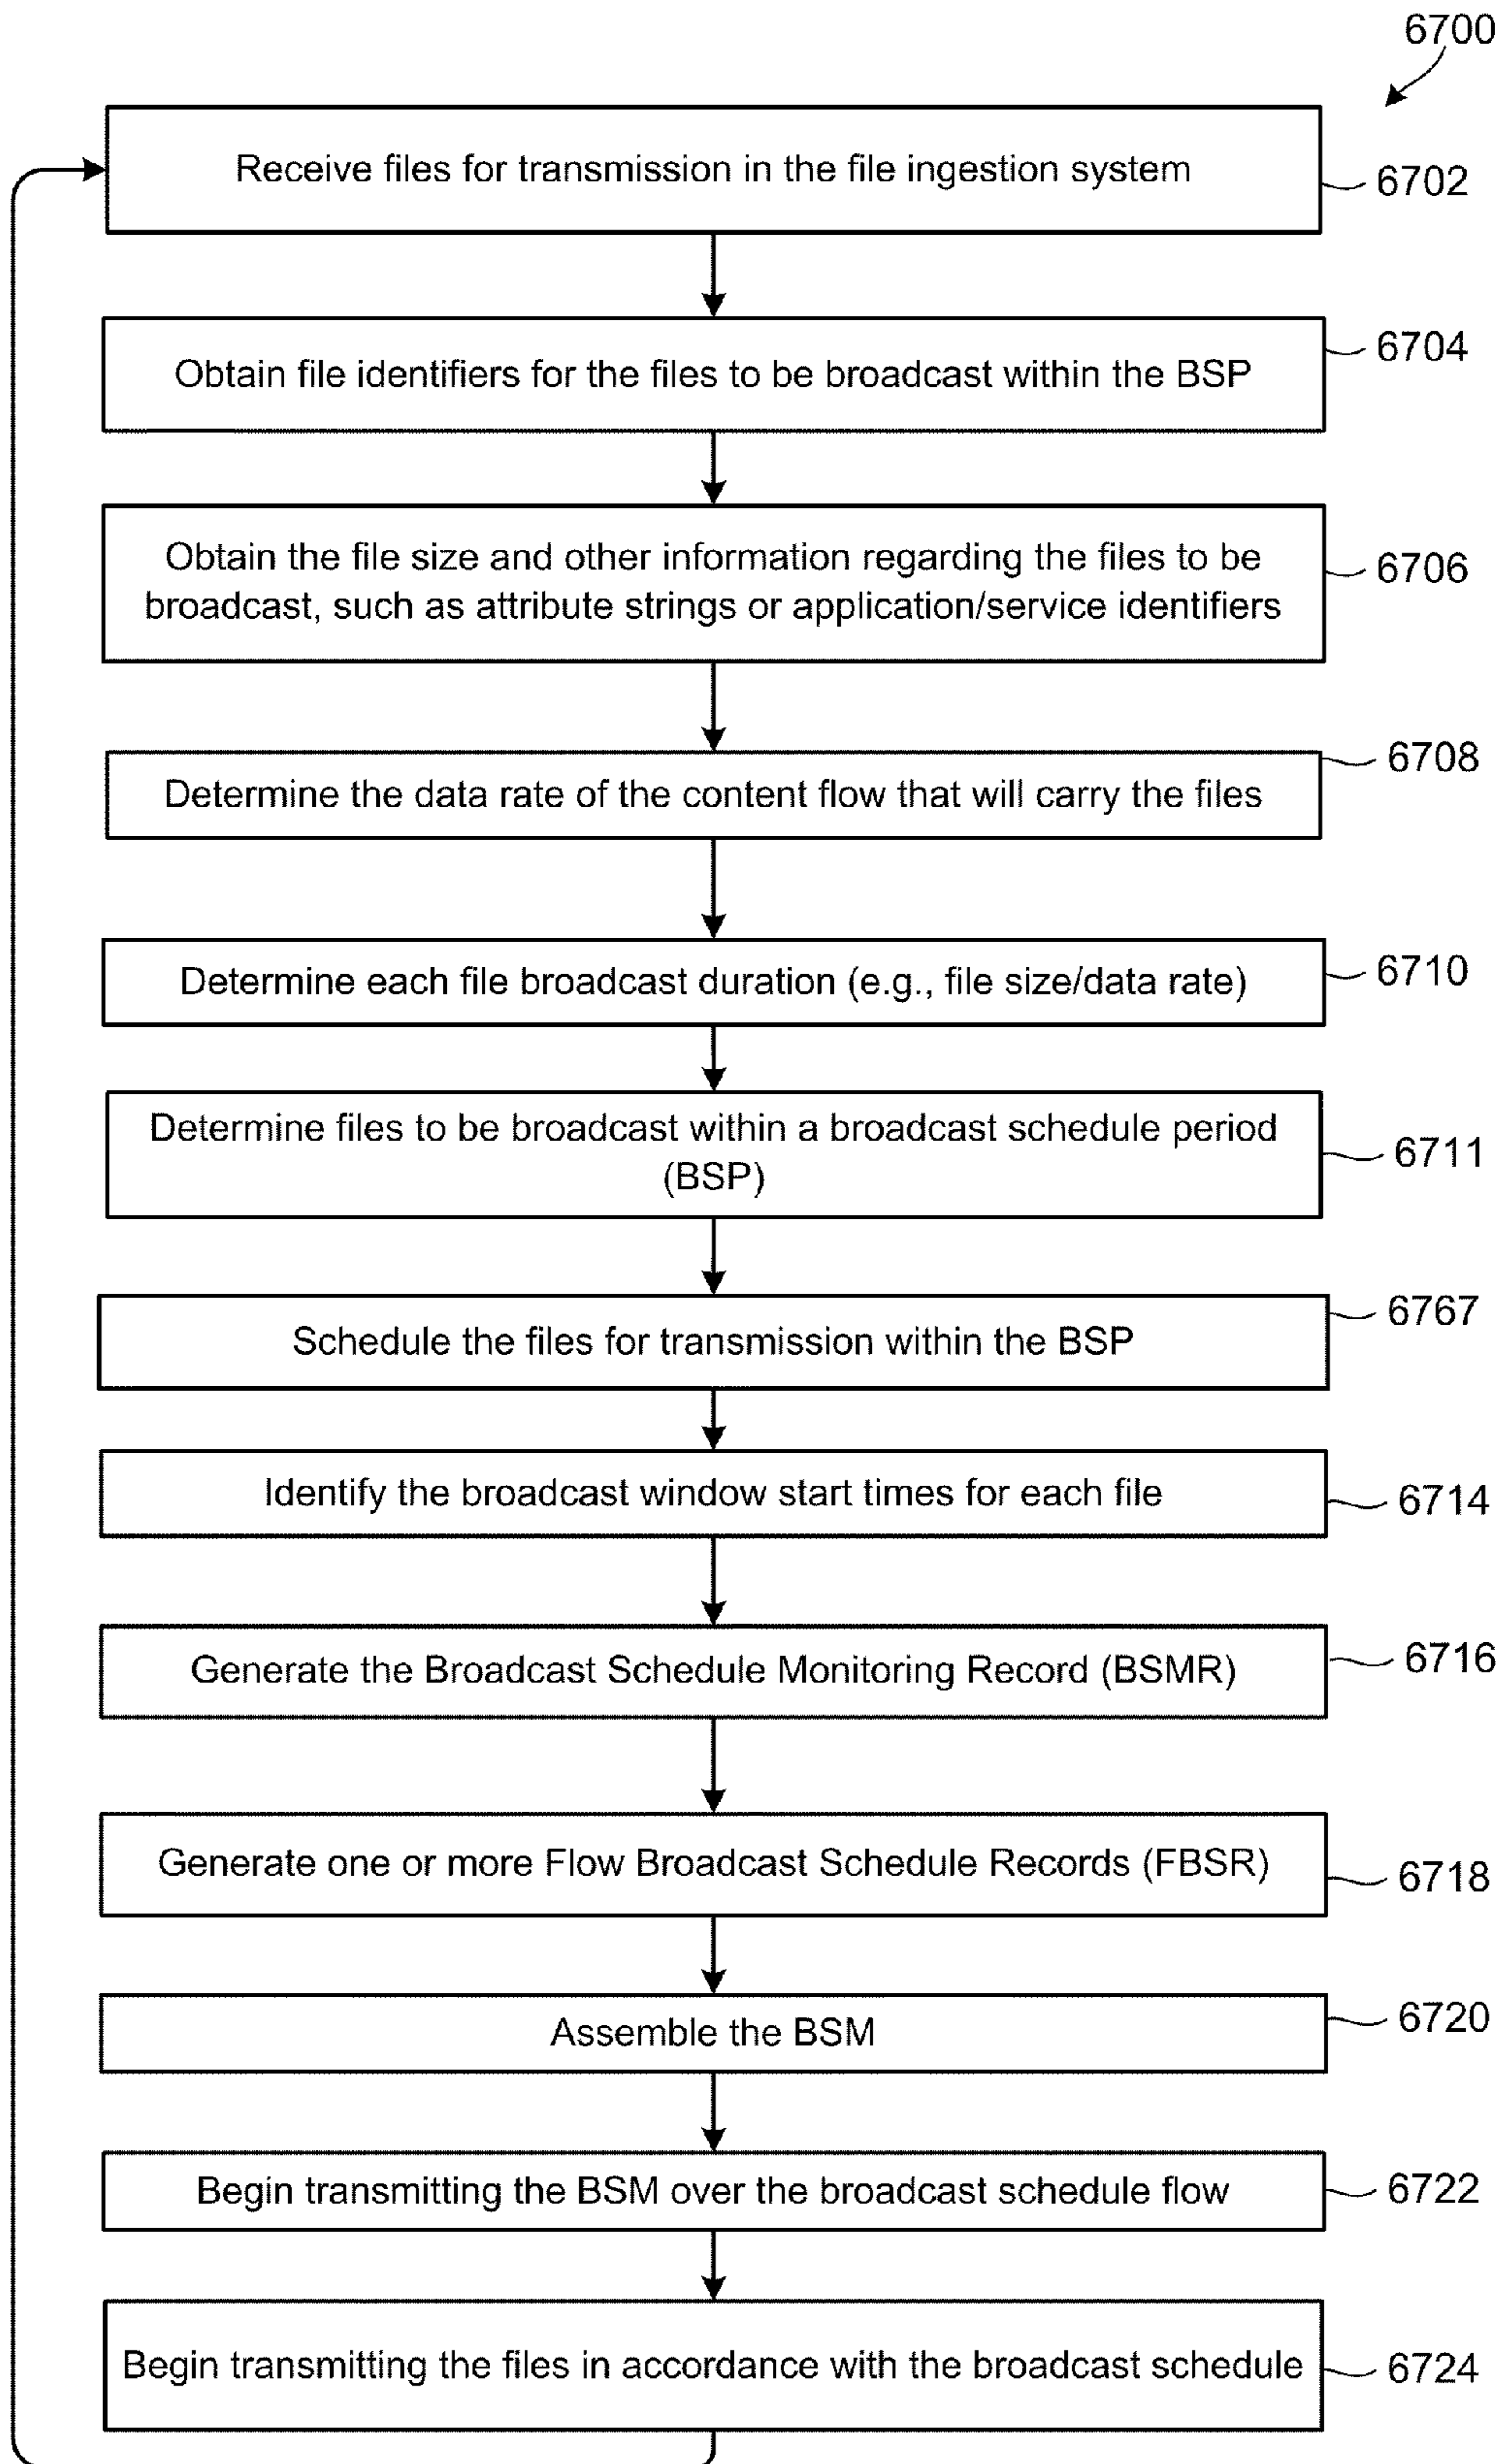 6700
Receive files for transmission in the file ingestion system
6702
Obtain file identifiers for the files to be broadcast within the BSP
6704
Obtain the file size and other information regarding the files to be
broadcast, such as attribute strings or application/service identifiers
6706
Determine the data rate of the content flow that will carry the files
6708
Determine each file broadcast duration (e.g., file size/data rate)
6710
Determine files to be broadcast within a broadcast schedule period
(BSP)
6711
Schedule the files for transmission within the BSP
6767
Identify the broadcast window start times for each file
6714
Generate the Broadcast Schedule Monitoring Record (BSMR)
6716
Generate one or more Flow Broadcast Schedule Records (FBSR)
6718
Assemble the BSM
6720
Begin transmitting the BSM over the broadcast schedule flow
6722
Begin transmitting the files in accordance with the broadcast schedule
6724